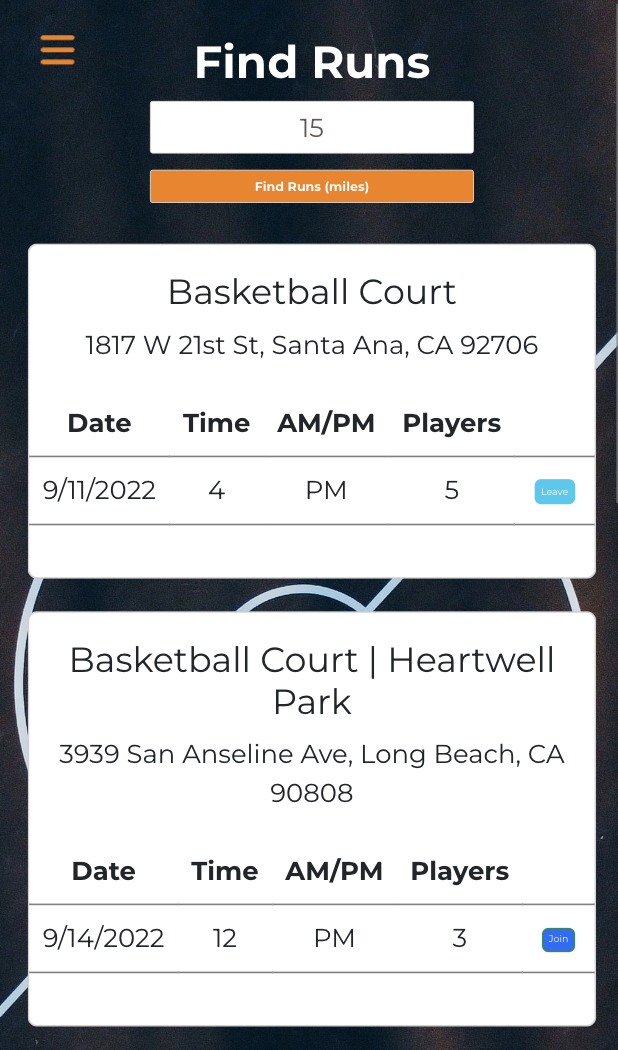 Find Runs
15
Find Runs (miles)
Basketball Court
1817 W 21st St, Santa Ana, CA 92706
Date Time AM/PM Players
9/11/2022 4 PM 5 Leave
Basketball Court | Heartwell
Park
3939 San Anseline Ave, Long Beach, CA
90808
Date Time AM/PM Players
9/14/2022 12 PM 3 Join